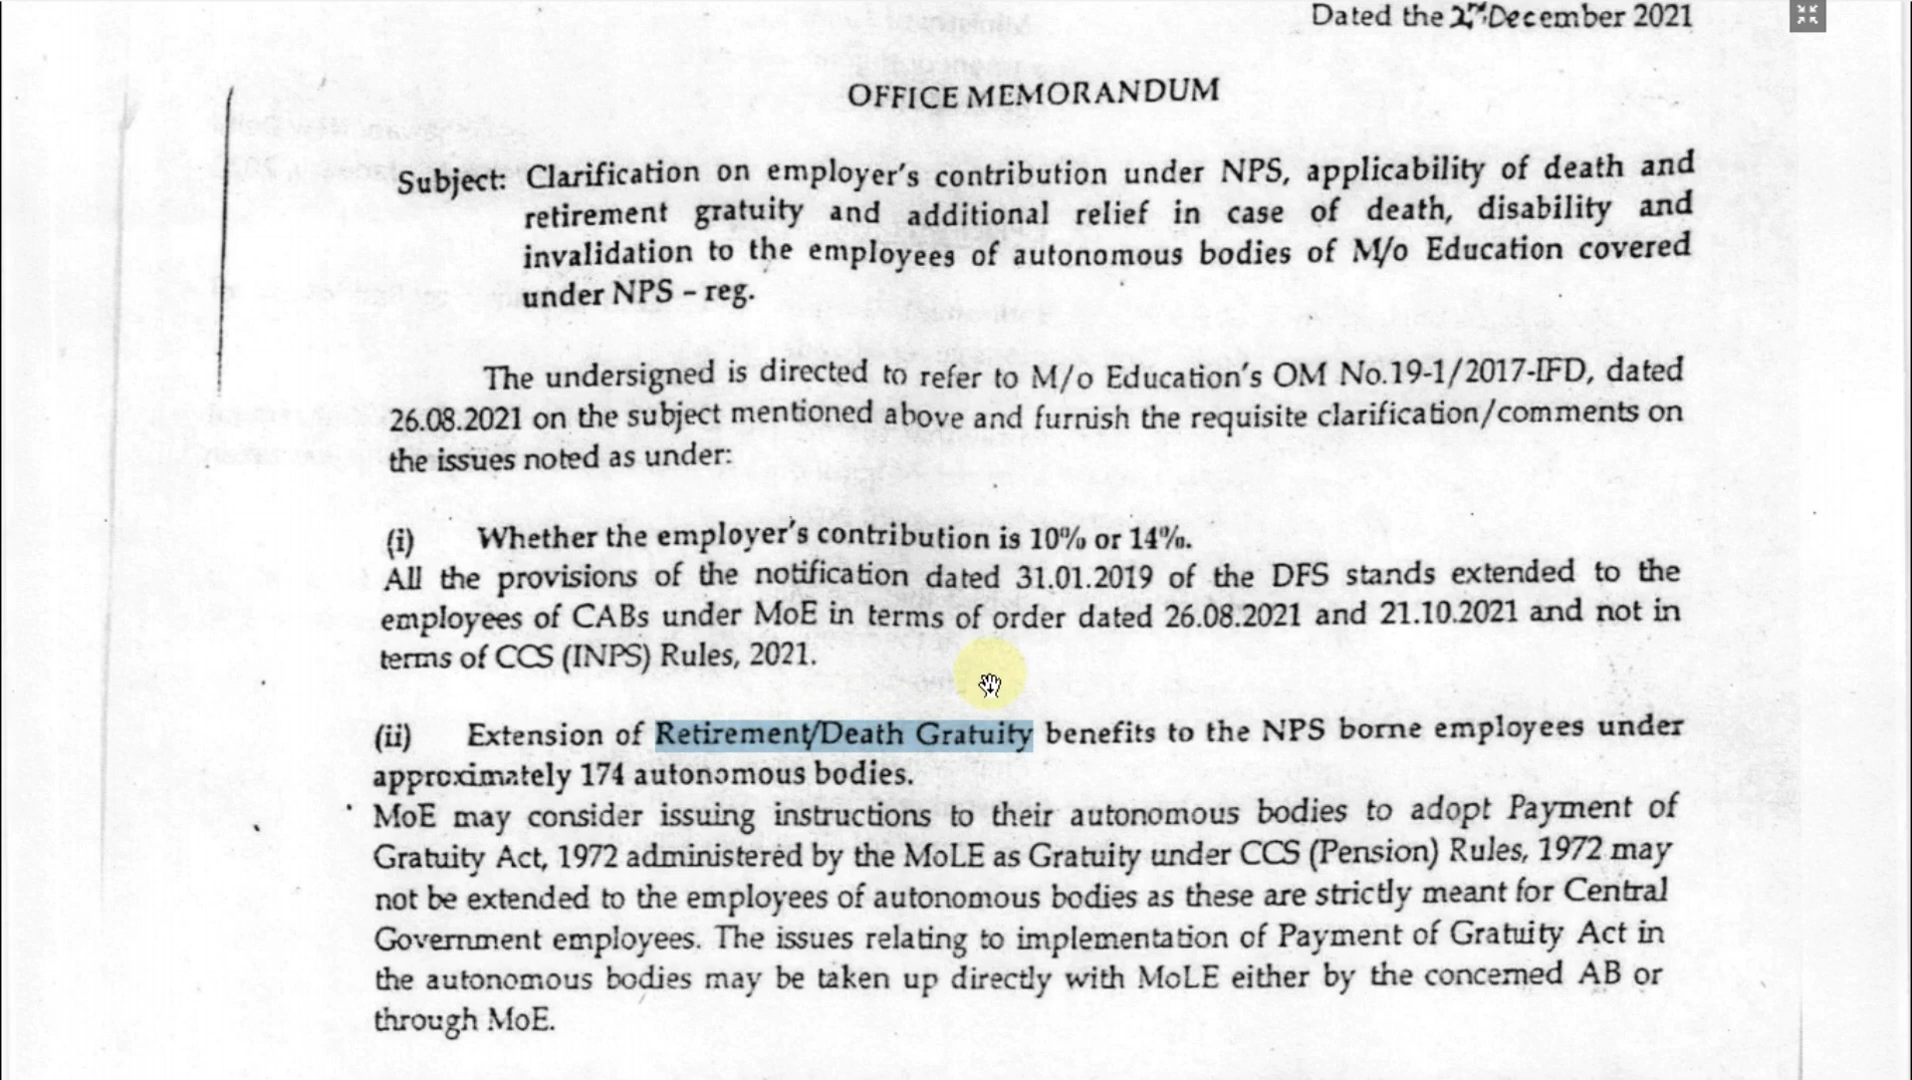 Dated the 2nd December 2021
OFFICE MEMORANDUM
Subject: Clarification on employer's contribution under NPS, applicability of death and
retirement gratuity and additional relief in case of death, disability and
invalidation to the employees of autonomous bodies of M/o Education covered
under NPS – reg.
The undersigned is directed to refer to M/o Education's OM No.19-1/2017-IFD, dated
26.08.2021 on the subject mentioned above and furnish the requisite clarification/comments on
the issues noted as under:
(i) Whether the employer's contribution is 10% or 14%.
All the provisions of the notification dated 31.01.2019 of the DFS stands extended to the
employees of CABs under MoE in terms of order dated 26.08.2021 and 21.10.2021 and not in
terms of CCS (INPS) Rules, 2021.
(ii) Extension of Retirement/Death Gratuity benefits to the NPS borne employees under
approximately 174 autonomous bodies.
MoE may consider issuing instructions to their autonomous bodies to adopt Payment of
Gratuity Act, 1972 administered by the MoLE as Gratuity under CCS (Pension) Rules, 1972 may
not be extended to the employees of autonomous bodies as these are strictly meant for Central
Government employees. The issues relating to implementation of Payment of Gratuity Act in
the autonomous bodies may be taken up directly with MoLE either by the concerned AB or
through MoE.